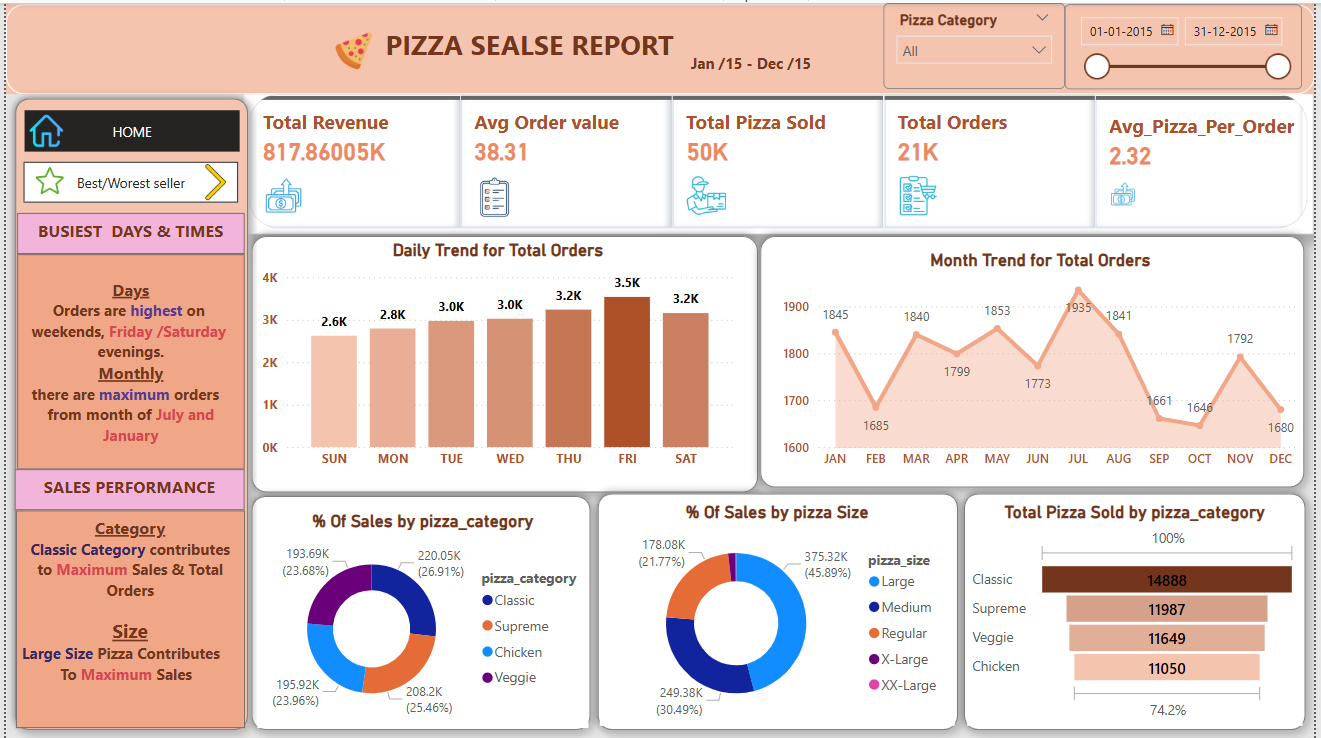 PIZZA SEALSE REPORT
Jan /15 - Dec /15
Pizza Category
All
01-01-2015
31-12-2015
HOME
Best/Worest seller
BUSIEST  DAYS & TIMES
Days
Orders are highest on
weekends, Friday /Saturday
evenings.
Monthly
there are maximum orders
from month of July and
January
SALES PERFORMANCE
Category
Classic Category contributes
to Maximum Sales & Total
Orders
Size
Large Size Pizza Contributes
To Maximum Sales
Total Revenue
817.86005K
Avg Order value
38.31
Total Pizza Sold
50K
Total Orders
21K
Avg_Pizza_Per_Order
2.32
Daily Trend for Total Orders
4K
3K
2K
1K
0K
2.6K
2.8K
3.0K
3.0K
3.2K
3.5K
3.2K
SUN
MON
TUE
WED
THU
FRI
SAT
Month Trend for Total Orders
1900
1800
1700
1600
1845
1685
1840
1799
1853
1773
1935
1841
1661
1646
1792
1680
JAN
FEB
MAR
APR
MAY
JUN
JUL
AUG
SEP
OCT
NOV
DEC
% Of Sales by pizza_category
193.69K
(23.68%)
220.05K
(26.91%)
195.92K
(23.96%)
208.2K
(25.46%)
pizza_category
Classic
Supreme
Chicken
Veggie
% Of Sales by pizza Size
178.08K
(21.77%)
375.32K
(45.89%)
249.38K
(30.49%)
pizza_size
Large
Medium
Regular
X-Large
XX-Large
Total Pizza Sold by pizza_category
100%
Classic
14888
Supreme
11987
Veggie
11649
Chicken
11050
74.2%